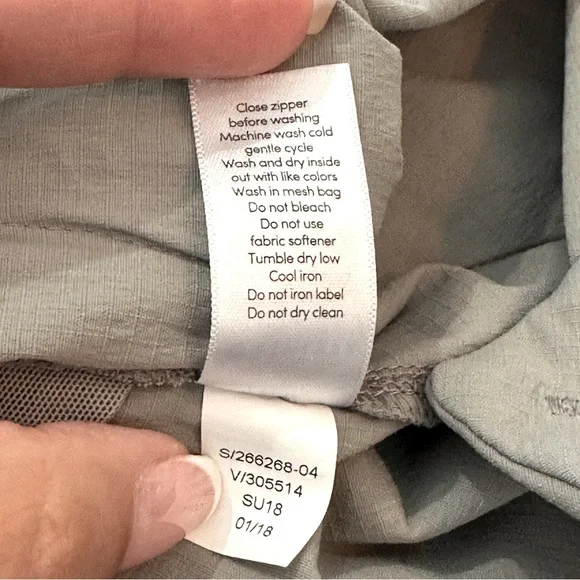 Close zipper
before washing
Machine wash cold
gentle cycle
Wash and dry inside
out with like colors
Wash in mesh bag
Do not bleach
Do not use
fabric softener
Tumble dry low
Cool iron
Do not iron label
Do not dry clean
S/266268-04
V/305514
SU18
01/18